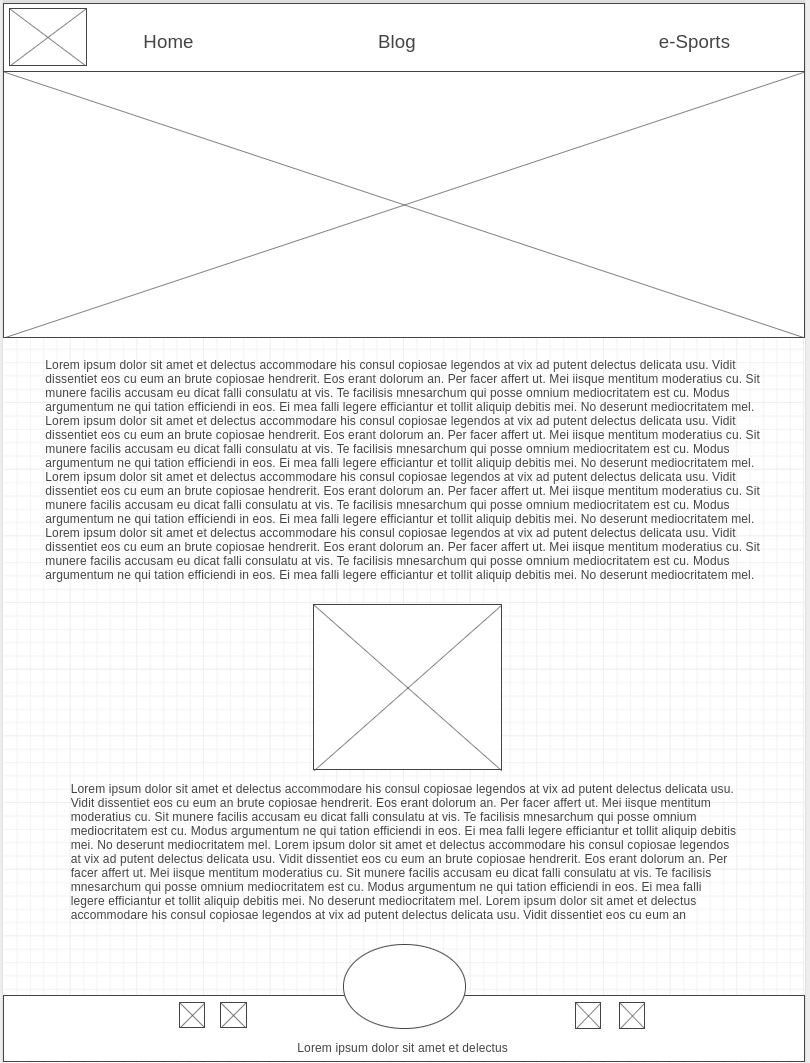 Home
Blog
e-Sports
Lorem ipsum dolor sit amet et delectus accommodare his consul copiosae legendos at vix ad putent delectus delicata usu. Vidit
dissentiet eos cu eum an brute copiosae hendrerit. Eos erant dolorum an. Per facer affert ut. Mei iisque mentitum moderatius cu. Sit
munere facilis accusam eu dicat falli consulatu at vis. Te facilisis mnesarchum qui posse omnium mediocritatem est cu. Modus
argumentum ne qui tation efficiendi in eos. Ei mea falli legere efficiantur et tollit aliquip debitis mei. No deserunt mediocritatem mel.
Lorem ipsum dolor sit amet et delectus accommodare his consul copiosae legendos at vix ad putent delectus delicata usu. Vidit
dissentiet eos cu eum an brute copiosae hendrerit. Eos erant dolorum an. Per facer affert ut. Mei iisque mentitum moderatius cu. Sit
munere facilis accusam eu dicat falli consulatu at vis. Te facilisis mnesarchum qui posse omnium mediocritatem est cu. Modus
argumentum ne qui tation efficiendi in eos. Ei mea falli legere efficiantur et tollit aliquip debitis mei. No deserunt mediocritatem mel.
Lorem ipsum dolor sit amet et delectus accommodare his consul copiosae legendos at vix ad putent delectus delicata usu. Vidit
dissentiet eos cu eum an brute copiosae hendrerit. Eos erant dolorum an. Per facer affert ut. Mei iisque mentitum moderatius cu. Sit
munere facilis accusam eu dicat falli consulatu at vis. Te facilisis mnesarchum qui posse omnium mediocritatem est cu. Modus
argumentum ne qui tation efficiendi in eos. Ei mea falli legere efficiantur et tollit aliquip debitis mei. No deserunt mediocritatem mel.
Lorem ipsum dolor sit amet et delectus accommodare his consul copiosae legendos at vix ad putent delectus delicata usu. Vidit
dissentiet eos cu eum an brute copiosae hendrerit. Eos erant dolorum an. Per facer affert ut. Mei iisque mentitum moderatius cu. Sit
munere facilis accusam eu dicat falli consulatu at vis. Te facilisis mnesarchum qui posse omnium mediocritatem est cu. Modus
argumentum ne qui tation efficiendi in eos. Ei mea falli legere efficiantur et tollit aliquip debitis mei. No deserunt mediocritatem mel.
Lorem ipsum dolor sit amet et delectus accommodare his consul copiosae legendos at vix ad putent delectus delicata usu.
Vidit dissentiet eos cu eum an brute copiosae hendrerit. Eos erant dolorum an. Per facer affert ut. Mei iisque mentitum
moderatius cu. Sit munere facilis accusam eu dicat falli consulatu at vis. Te facilisis mnesarchum qui posse omnium
mediocritatem est cu. Modus argumentum ne qui tation efficiendi in eos. Ei mea falli legere efficiantur et tollit aliquip debitis
mei. No deserunt mediocritatem mel. Lorem ipsum dolor sit amet et delectus accommodare his consul copiosae legendos
at vix ad putent delectus delicata usu. Vidit dissentiet eos cu eum an brute copiosae hendrerit. Eos erant dolorum an. Per
facer affert ut. Mei iisque mentitum moderatius cu. Sit munere facilis accusam eu dicat falli consulatu at vis. Te facilisis
mnesarchum qui posse omnium mediocritatem est cu. Modus argumentum ne qui tation efficiendi in eos. Ei mea falli
legere efficiantur et tollit aliquip debitis mei. No deserunt mediocritatem mel. Lorem ipsum dolor sit amet et delectus
accommodare his consul copiosae legendos at vix ad putent delectus delicata usu. Vidit dissentiet eos cu eum an
Lorem ipsum dolor sit amet et delectus